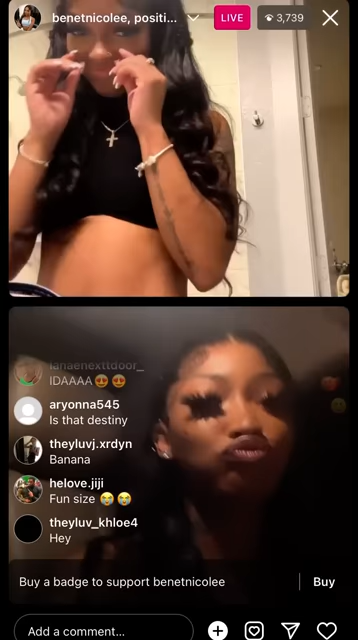 benetnicolee, positi...
LIVE
3,739
lanaenexttdoor_
IDAAAA😍😍
aryonna545
Is that destiny
theyluvj.xrdyn
Banana
helove.jiji
Fun size 😭😭
theyluv_khloe4
Hey
Buy a badge to support benetnicolee
Buy
Add a comment...